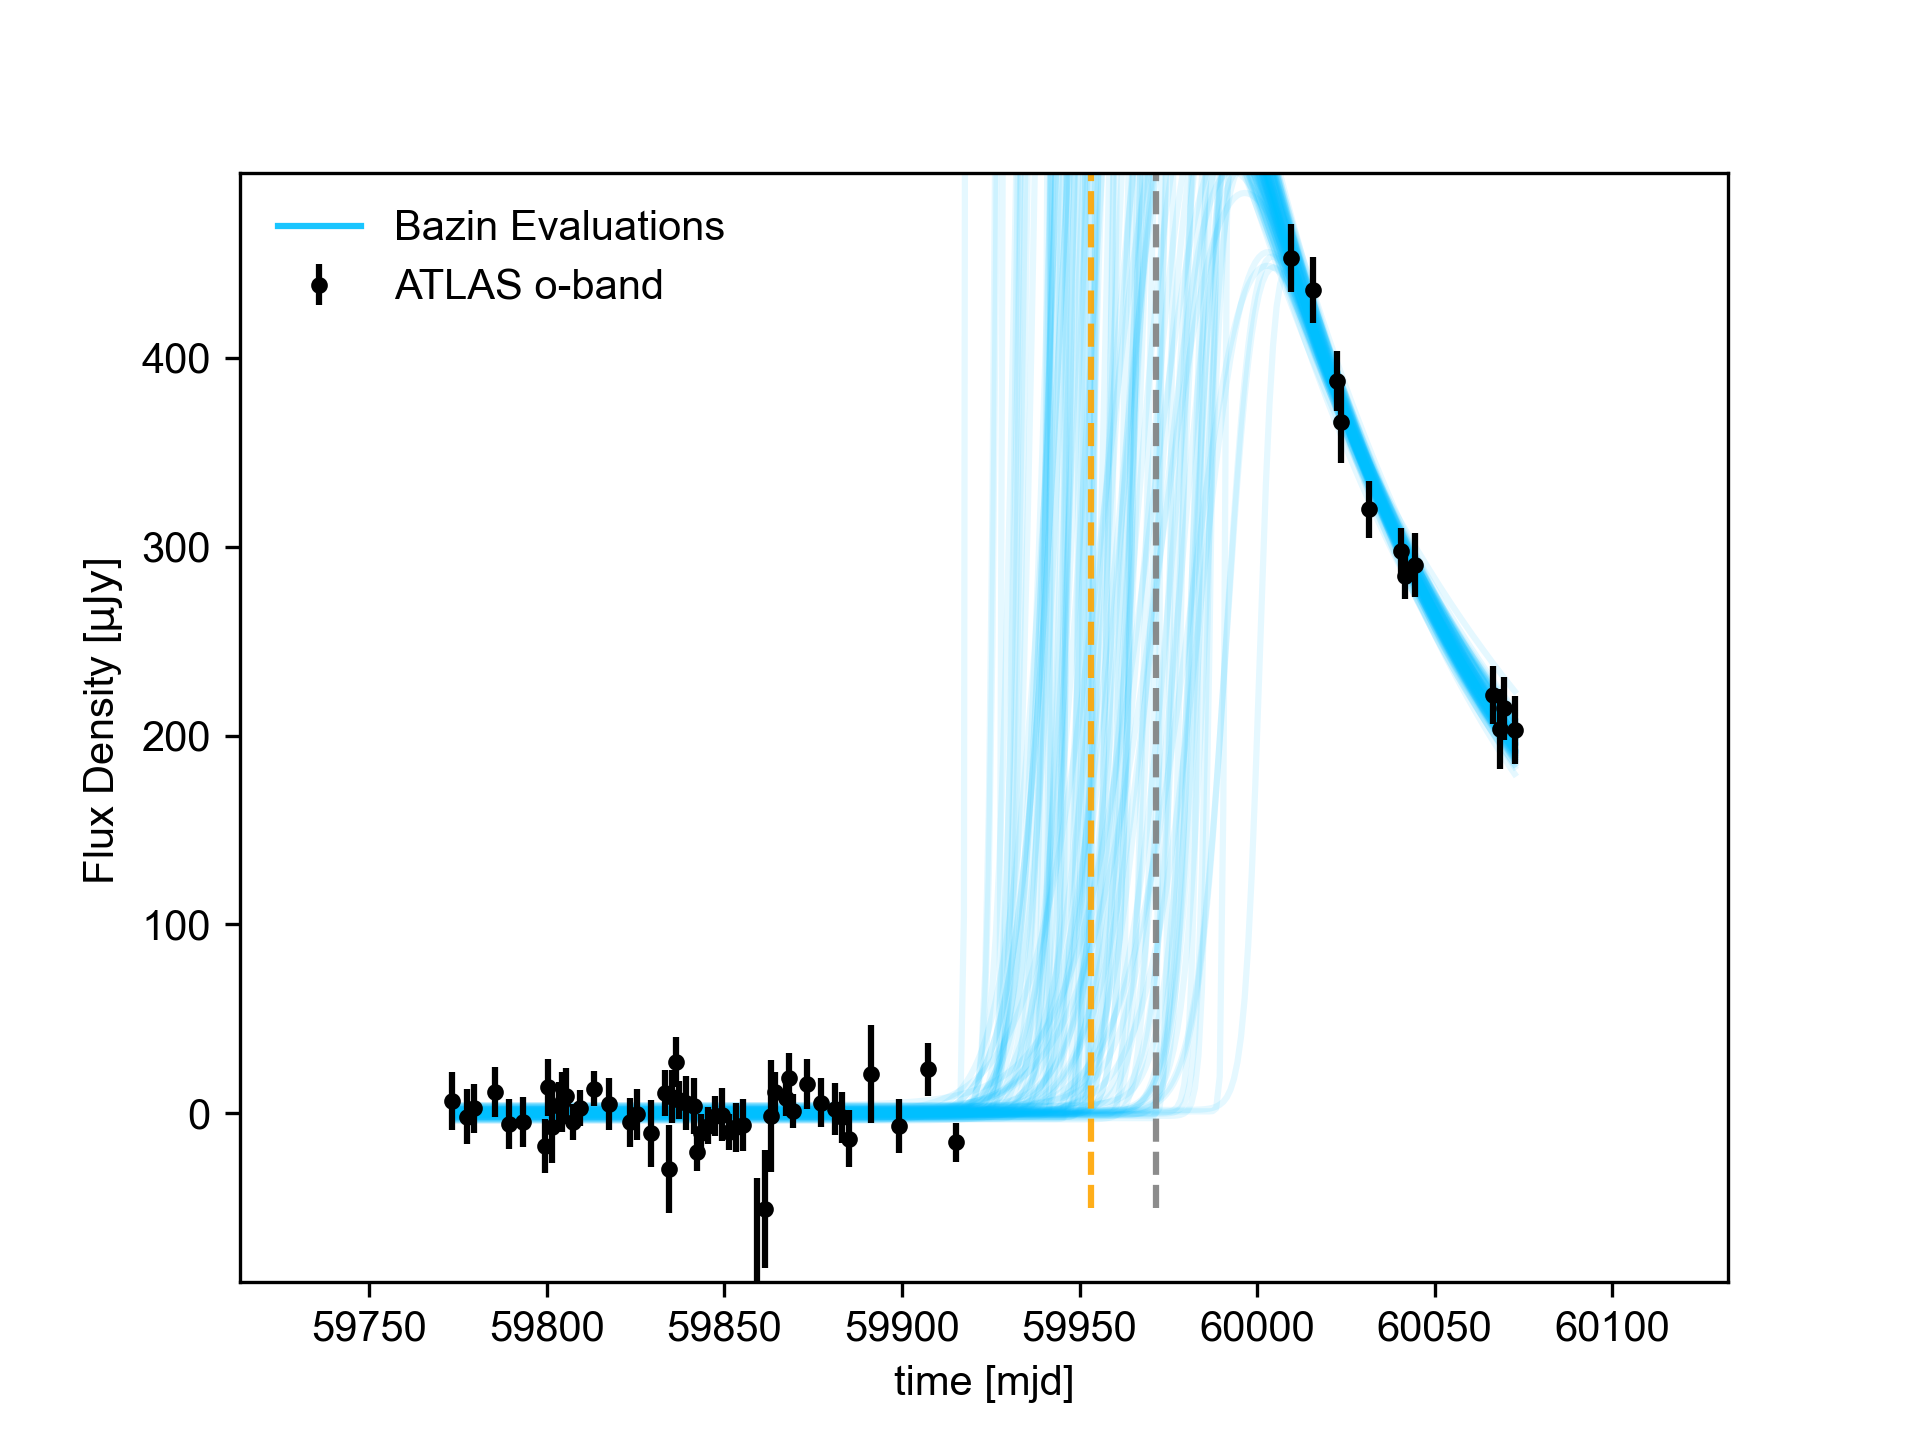 Bazin Evaluations
ATLAS o-band
400
300
200
100
0
Flux Density [µJy]
59750 59800 59850 59900 59950 60000 60050 60100
time [mjd]